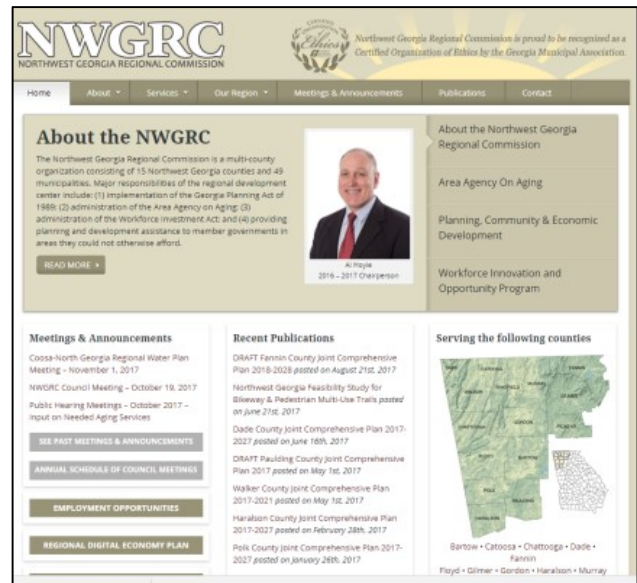 NWGRC
NORTHWEST GEORGIA REGIONAL COMMISSION
CERTIFIED
Ethics
Northwest Georgia Regional Commission is proud to be recognized as a
Certified Organization of Ethics by the Georgia Municipal Association.
Home
About
Services
Our Region
Meetings & Announcements
Publications
Contact
About the NWGRC
The Northwest Georgia Regional Commission is a multi-county
organization consisting of 15 Northwest Georgia counties and 49
municipalities. Major responsibilities of the regional development
center include: (1) implementation of the Georgia Planning Act of
1989; (2) administration of the Area Agency on Aging; (3)
administration of the Workforce Investment Act; and (4) providing
planning and development assistance to member governments in
areas they could not otherwise afford.
READ MORE
Al Hoyle
2016 – 2017 Chairperson
About the Northwest Georgia
Regional Commission
Area Agency On Aging
Planning, Community & Economic
Development
Workforce Innovation and
Opportunity Program
Meetings & Announcements
Coosa-North Georgia Regional Water Plan
Meeting – November 1, 2017
NWGRC Council Meeting – October 19, 2017
Public Hearing Meetings – October 2017 –
Input on Needed Aging Services
SEE PAST MEETINGS & ANNOUNCEMENTS
ANNUAL SCHEDULE OF COUNCIL MEETINGS
EMPLOYMENT OPPORTUNITIES
REGIONAL DIGITAL ECONOMY PLAN
Recent Publications
DRAFT Fannin County Joint Comprehensive
Plan 2018-2028 posted on August 21st, 2017
Northwest Georgia Feasibility Study for
Bikeway & Pedestrian Multi-Use Trails posted
on June 21st, 2017
Dade County Joint Comprehensive Plan 2017-
2027 posted on June 16th, 2017
DRAFT Paulding County Joint Comprehensive
Plan 2017 posted on May 1st, 2017
Walker County Joint Comprehensive Plan
2017-2021 posted on May 1st, 2017
Haralson County Joint Comprehensive Plan
2017-2027 posted on February 28th, 2017
Polk County Joint Comprehensive Plan 2017-
2027 posted on January 26th, 2017
Serving the following counties
Bartow • Catoosa • Chattooga • Dade •
Fannin
Floyd • Gilmer • Gordon • Haralson • Murray